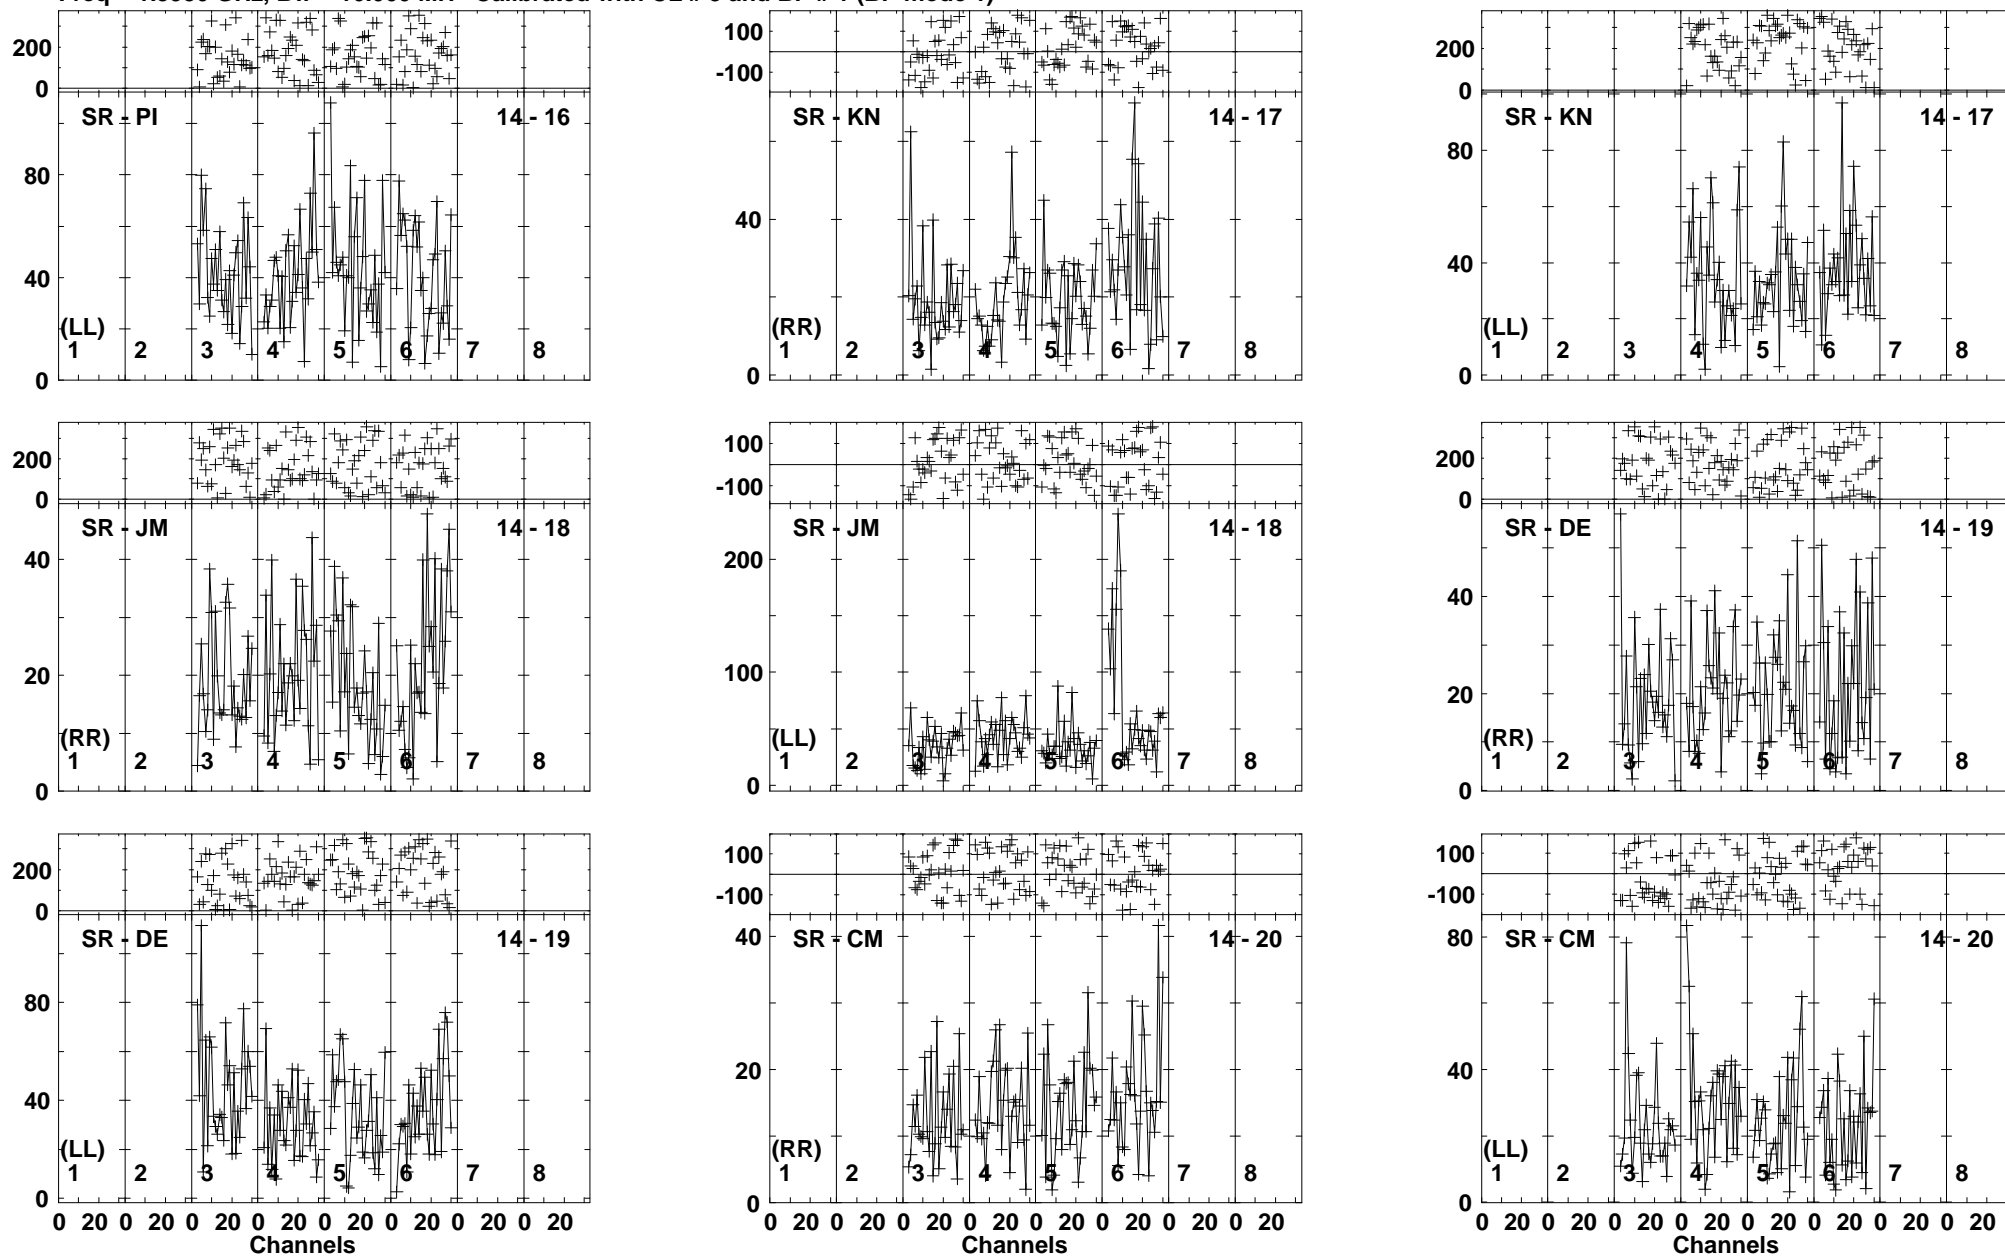 200 0 SR - PI 14 - 16 80 40 0 (LL) 1 2 3 4 5 6 7 8
100 -100 SR - KN 14 - 17 40 0 (RR) 1 2 3 4 5 6 7 8
200 0 SR - KN 14 - 17 80 40 0 (LL) 1 2 3 4 5 6 7 8
200 0 SR - JM 14 - 18 40 20 0 (RR) 1 2 3 4 5 6 7 8
100 -100 SR - JM 14 - 18 200 100 0 (LL) 1 2 3 4 5 6 7 8
200 0 SR - DE 14 - 19 40 20 0 (RR) 1 2 3 4 5 6 7 8
200 0 SR - DE 14 - 19 80 40 0 (LL) 1 2 3 4 5 6 7 8
100 -100 SR - CM 14 - 20 40 20 0 (RR) 1 2 3 4 5 6 7 8
100 -100 SR - CM 14 - 20 80 40 0 (LL) 1 2 3 4 5 6 7 8
0 20 0 20 0 20 0 20 0 20 0 20 0 20 0 20
0 20 0 20 0 20 0 20 0 20 0 20 0 20 0 20
0 20 0 20 0 20 0 20 0 20 0 20 0 20 0 20
Channels
Channels